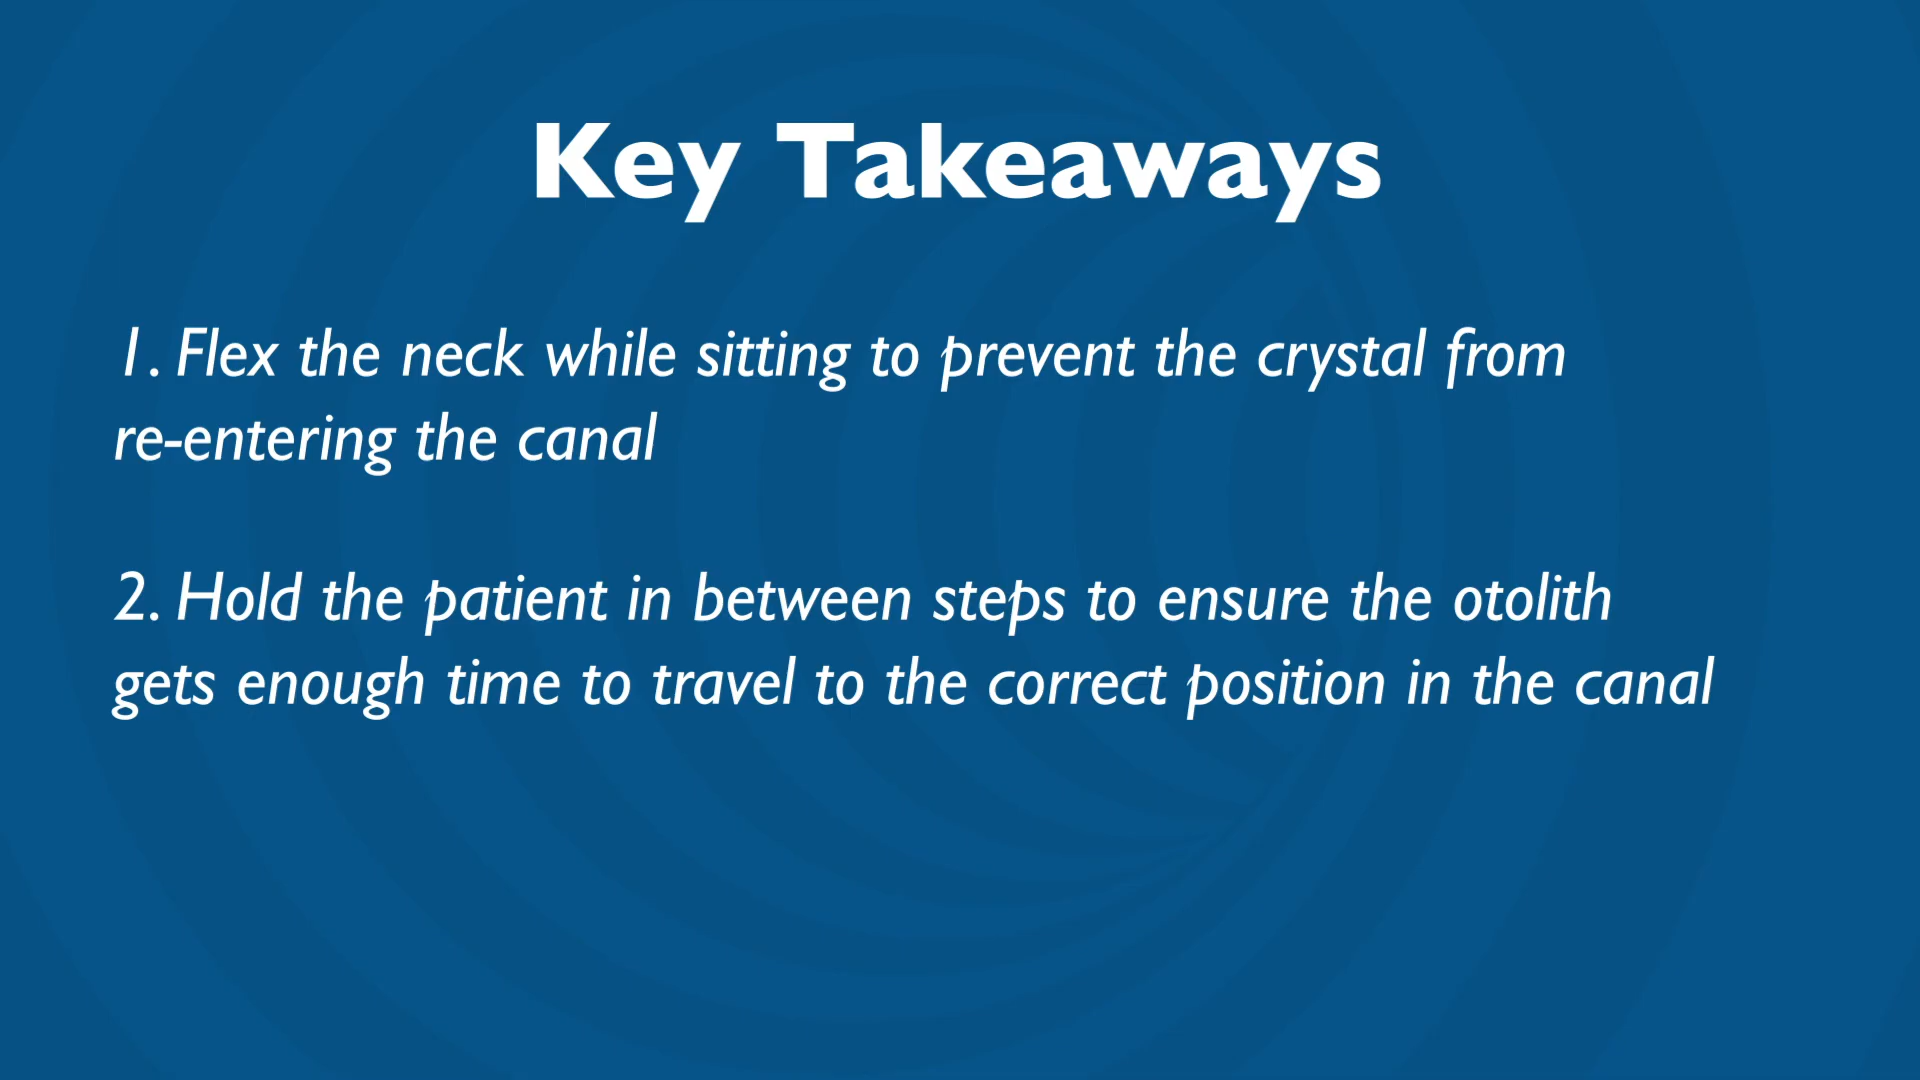 Key Takeaways
1. Flex the neck while sitting to prevent the crystal from
re-entering the canal
2. Hold the patient in between steps to ensure the otolith
gets enough time to travel to the correct position in the canal